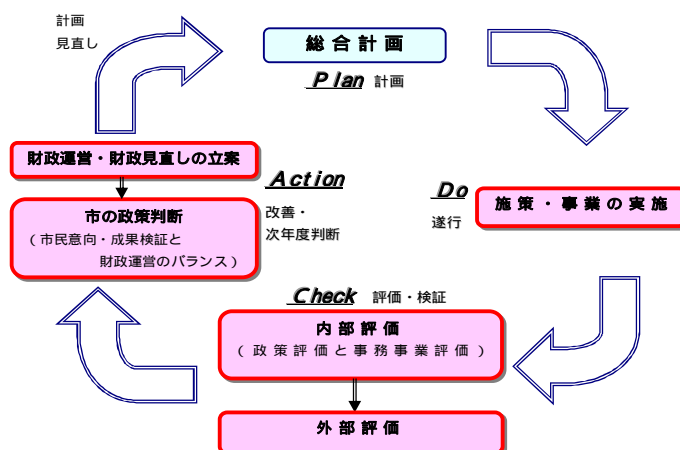 計画
見直し
総合計画
Plan 計画
財政運営・財政見直しの立案
Action
改善・
次年度判断
市の政策判断
(市民意向・成果検証と
財政運営のバランス)
Do
遂行
施策・事業の実施
Check 評価・検証
内部評価
(政策評価と事務事業評価)
外部評価